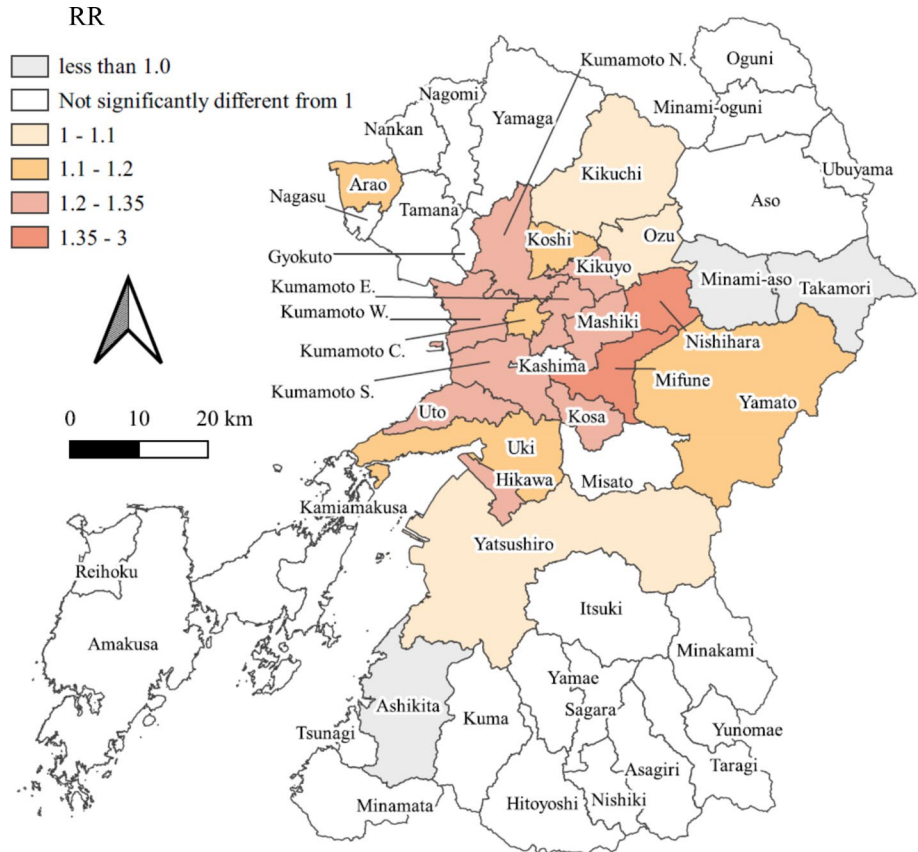 RR
less than 1.0
Not significantly different from 1
1 - 1.1
1.1 - 1.2
1.2 - 1.35
1.35 - 3
0 10 20 km
Oguni
Kumamoto N.
Nagomi
Minami-oguni
Yamaga
Nankan
Ubuyama
Kikuchi
Arao
Aso
Nagasu
Tamana
Ozu
Koshi
Gyokuto
Kikuyo
Minami-aso
Takamori
Kumamoto E.
Kumamoto W.
Mashiki
Nishihara
Kumamoto C.
Kashima
Mifune
Kumamoto S.
Yamato
Uto
Kosa
Uki
Hikawa
Misato
Kamiamakusa
Yatsushiro
Reihoku
Itsuki
Amakusa
Minakami
Yamae
Ashikita
Sagara
Kuma
Yunomae
Tsunagi
Taragi
Asagiri
Minamata
Hitoyoshi
Nishiki